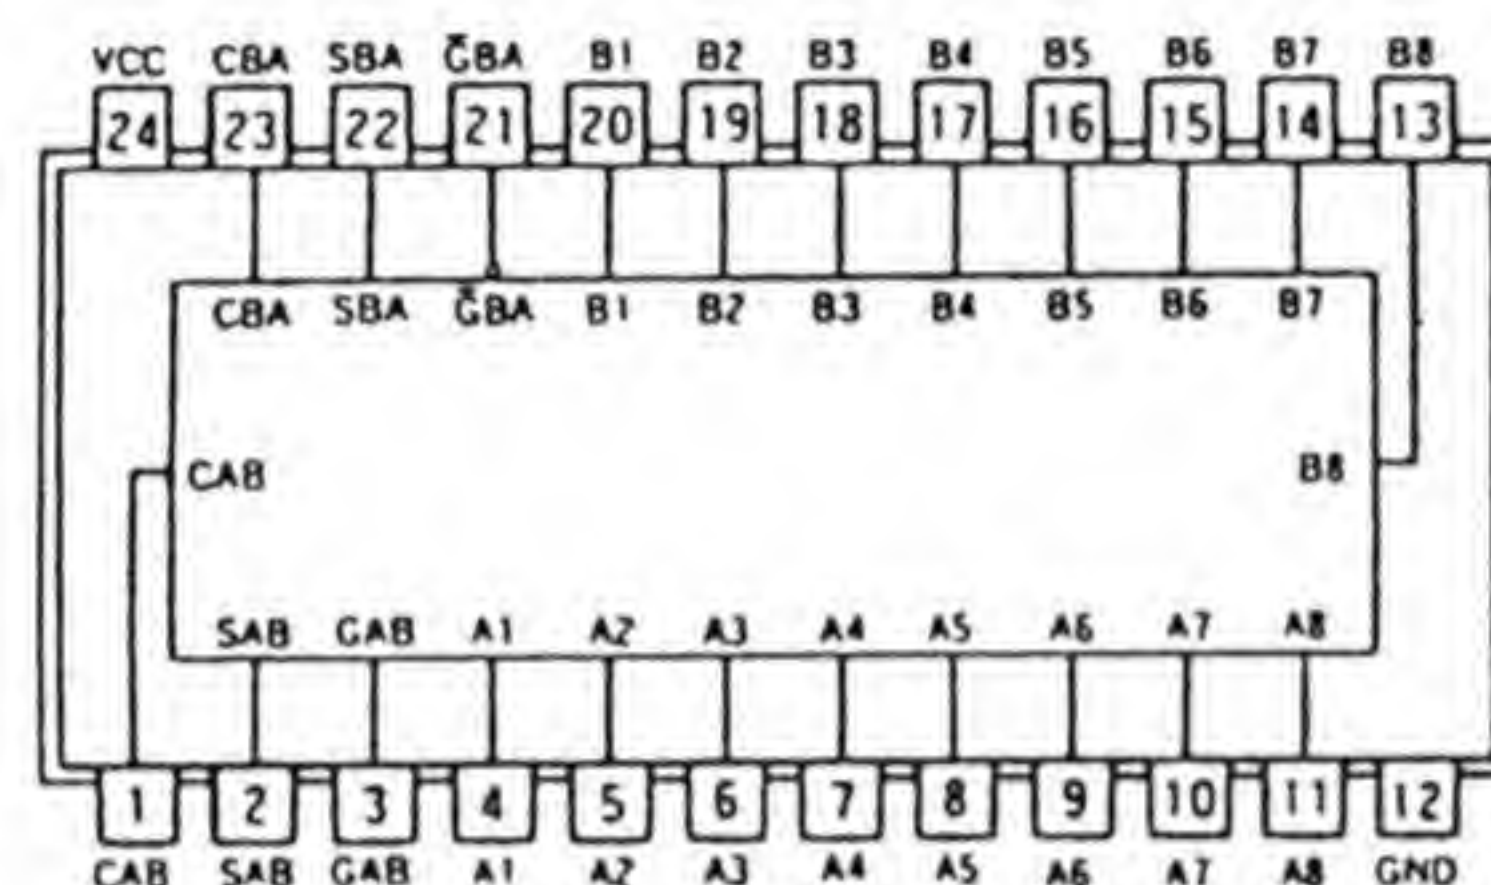 VCC CBA SBA ḠBA B1 B2 B3 B4 B5 B6 B7 B8
24 23 22 21 20 19 18 17 16 15 14 13
CBA SBA ḠBA B1 B2 B3 B4 B5 B6 B7
CAB B8
SAB GAB A1 A2 A3 A4 A5 A6 A7 A8
1 2 3 4 5 6 7 8 9 10 11 12
CAB SAB GAB A1 A2 A3 A4 A5 A6 A7 A8 GND